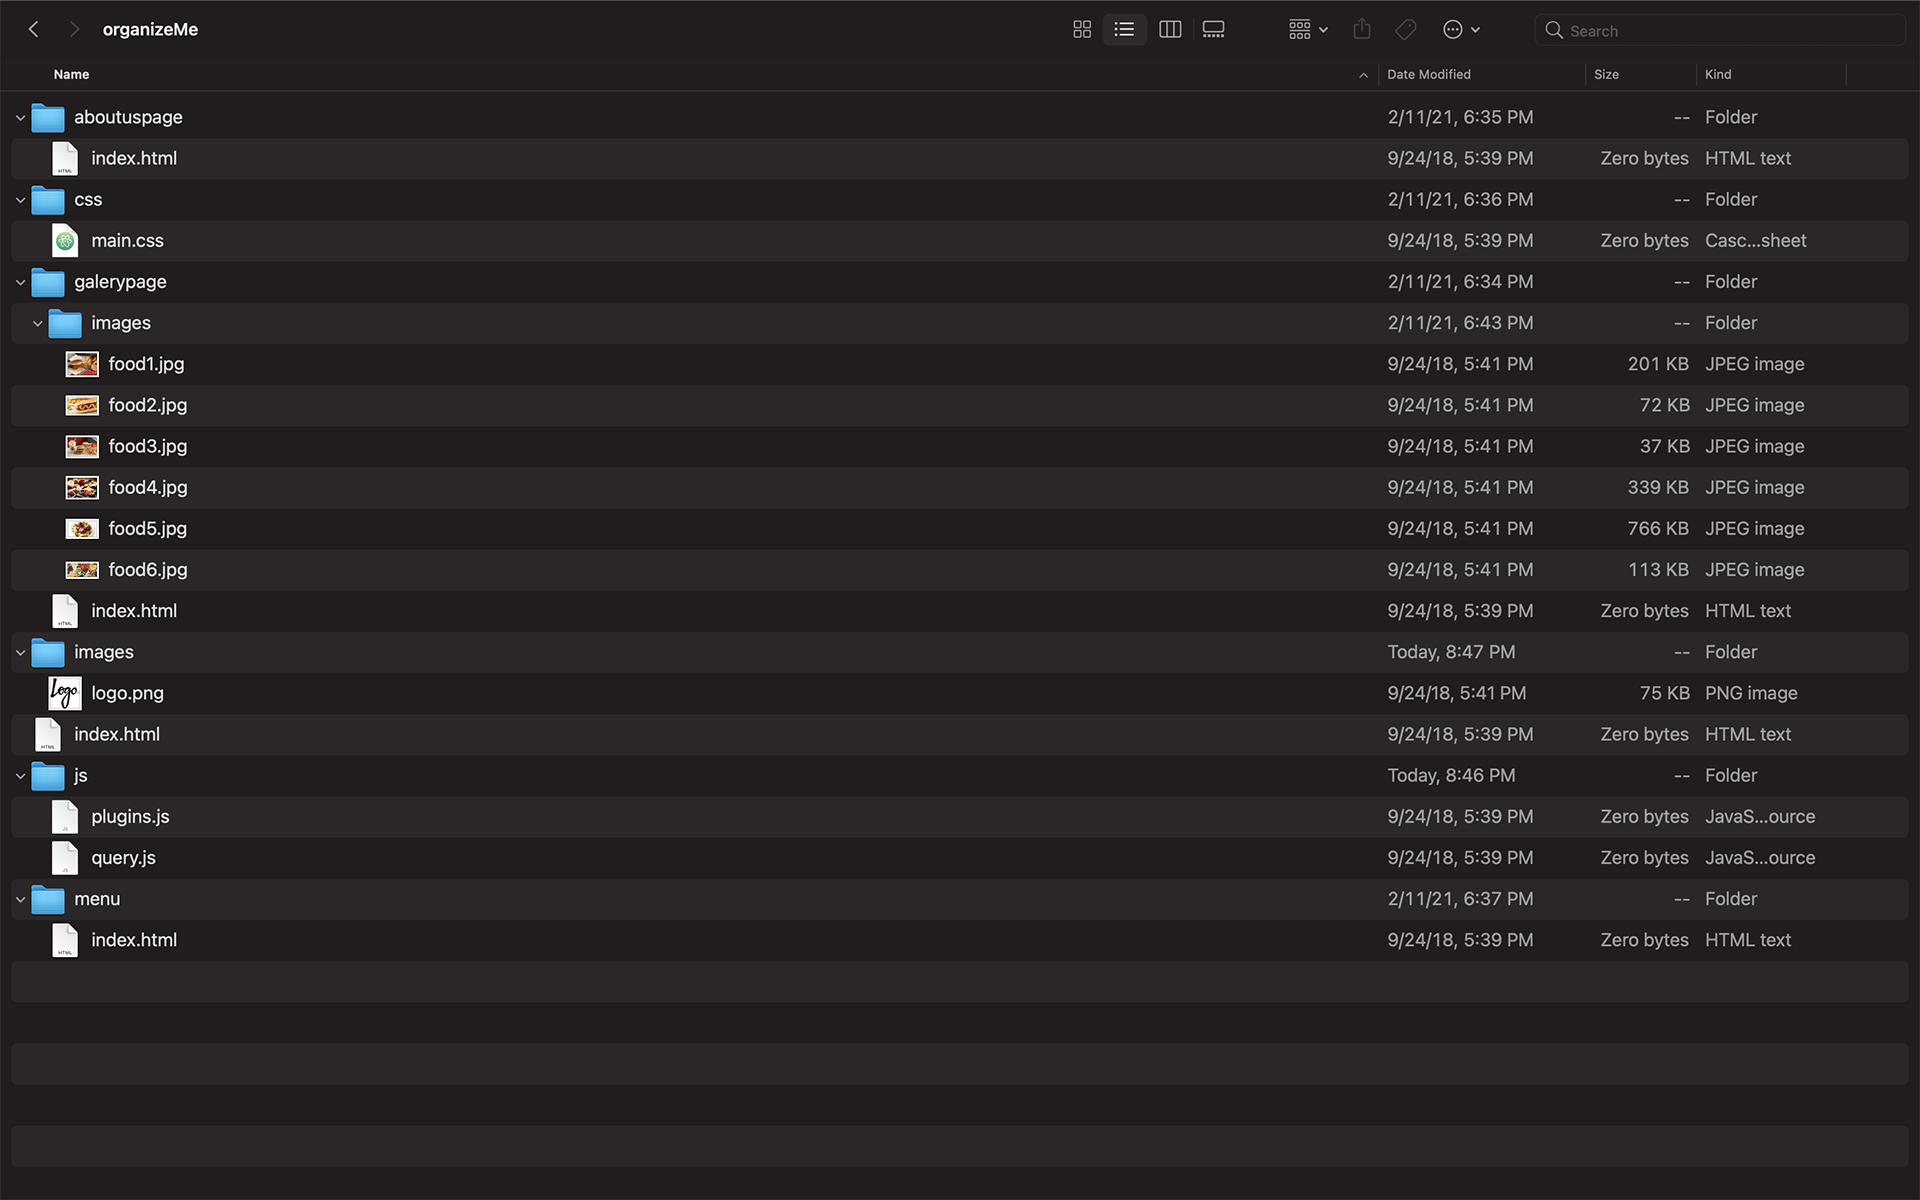 organizeMe
Search
Name Date Modified Size Kind
aboutuspage 2/11/21, 6:35 PM -- Folder
HTML index.html 9/24/18, 5:39 PM Zero bytes HTML text
css 2/11/21, 6:36 PM -- Folder
main.css 9/24/18, 5:39 PM Zero bytes Casc...sheet
galerypage 2/11/21, 6:34 PM -- Folder
images 2/11/21, 6:43 PM -- Folder
food1.jpg 9/24/18, 5:41 PM 201 KB JPEG image
food2.jpg 9/24/18, 5:41 PM 72 KB JPEG image
food3.jpg 9/24/18, 5:41 PM 37 KB JPEG image
food4.jpg 9/24/18, 5:41 PM 339 KB JPEG image
food5.jpg 9/24/18, 5:41 PM 766 KB JPEG image
food6.jpg 9/24/18, 5:41 PM 113 KB JPEG image
HTML index.html 9/24/18, 5:39 PM Zero bytes HTML text
images Today, 8:47 PM -- Folder
Logo logo.png 9/24/18, 5:41 PM 75 KB PNG image
HTML index.html 9/24/18, 5:39 PM Zero bytes HTML text
js Today, 8:46 PM -- Folder
JS plugins.js 9/24/18, 5:39 PM Zero bytes JavaS...ource
JS query.js 9/24/18, 5:39 PM Zero bytes JavaS...ource
menu 2/11/21, 6:37 PM -- Folder
HTML index.html 9/24/18, 5:39 PM Zero bytes HTML text